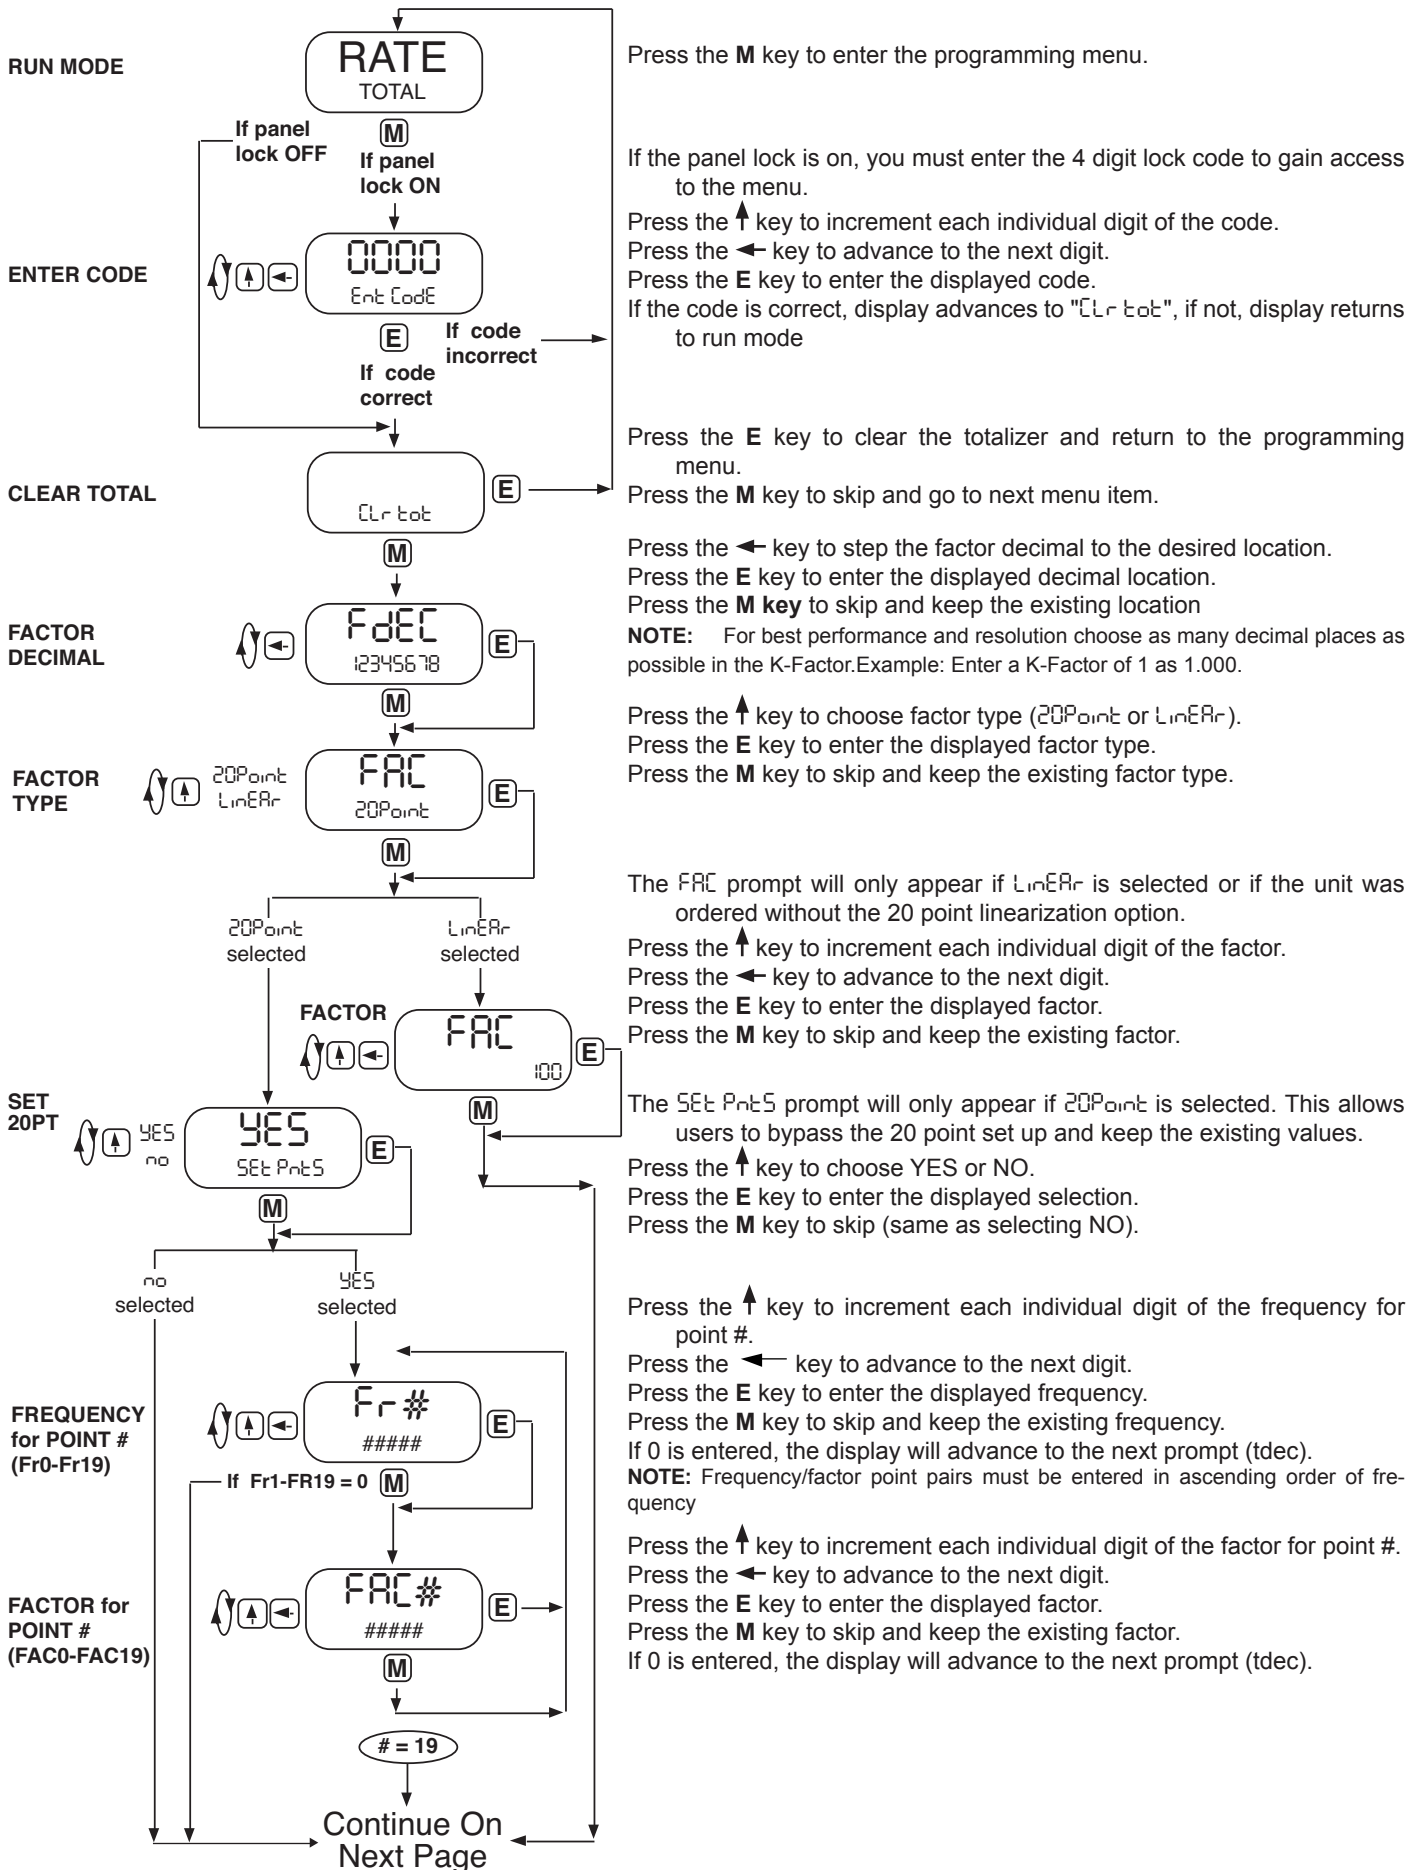 RUN MODE
RATE
TOTAL
Press the M key to enter the programming menu.
If panel
lock OFF
M
If panel
lock ON
If the panel lock is on, you must enter the 4 digit lock code to gain access
to the menu.
Press the ↑ key to increment each individual digit of the code.
Press the ← key to advance to the next digit.
Press the E key to enter the displayed code.
If the code is correct, display advances to "CLr tot", if not, display returns
to run mode
ENTER CODE
0000
Ent CodE
E
If code
incorrect
If code
correct
Press the E key to clear the totalizer and return to the programming
menu.
Press the M key to skip and go to next menu item.
CLEAR TOTAL
CLr tot
E
M
Press the ← key to step the factor decimal to the desired location.
Press the E key to enter the displayed decimal location.
Press the M key to skip and keep the existing location
NOTE: For best performance and resolution choose as many decimal places as
possible in the K-Factor.Example: Enter a K-Factor of 1 as 1.000.
FACTOR
DECIMAL
FdEC
12345678
E
M
Press the ↑ key to choose factor type (20Point or LinEAr).
Press the E key to enter the displayed factor type.
Press the M key to skip and keep the existing factor type.
FACTOR
TYPE
20Point
LinEAr
FAC
20Point
E
M
The FAC prompt will only appear if LinEAr is selected or if the unit was
ordered without the 20 point linearization option.
Press the ↑ key to increment each individual digit of the factor.
Press the ← key to advance to the next digit.
Press the E key to enter the displayed factor.
Press the M key to skip and keep the existing factor.
20Point
selected
LinEAr
selected
FACTOR
FAC
100
E
M
SET
20PT
YES
no
YES
SEt PntS
E
M
The SEt PntS prompt will only appear if 20Point is selected. This allows
users to bypass the 20 point set up and keep the existing values.
Press the ↑ key to choose YES or NO.
Press the E key to enter the displayed selection.
Press the M key to skip (same as selecting NO).
no
selected
YES
selected
Press the ↑ key to increment each individual digit of the frequency for
point #.
Press the ← key to advance to the next digit.
Press the E key to enter the displayed frequency.
Press the M key to skip and keep the existing frequency.
If 0 is entered, the display will advance to the next prompt (tdec).
NOTE: Frequency/factor point pairs must be entered in ascending order of fre-
quency
FREQUENCY
for POINT #
(Fr0-Fr19)
Fr#
#####
E
If Fr1-FR19 = 0
M
Press the ↑ key to increment each individual digit of the factor for point #.
Press the ← key to advance to the next digit.
Press the E key to enter the displayed factor.
Press the M key to skip and keep the existing factor.
If 0 is entered, the display will advance to the next prompt (tdec).
FACTOR for
POINT #
(FAC0-FAC19)
FAC#
#####
E
M
# = 19
Continue On
Next Page